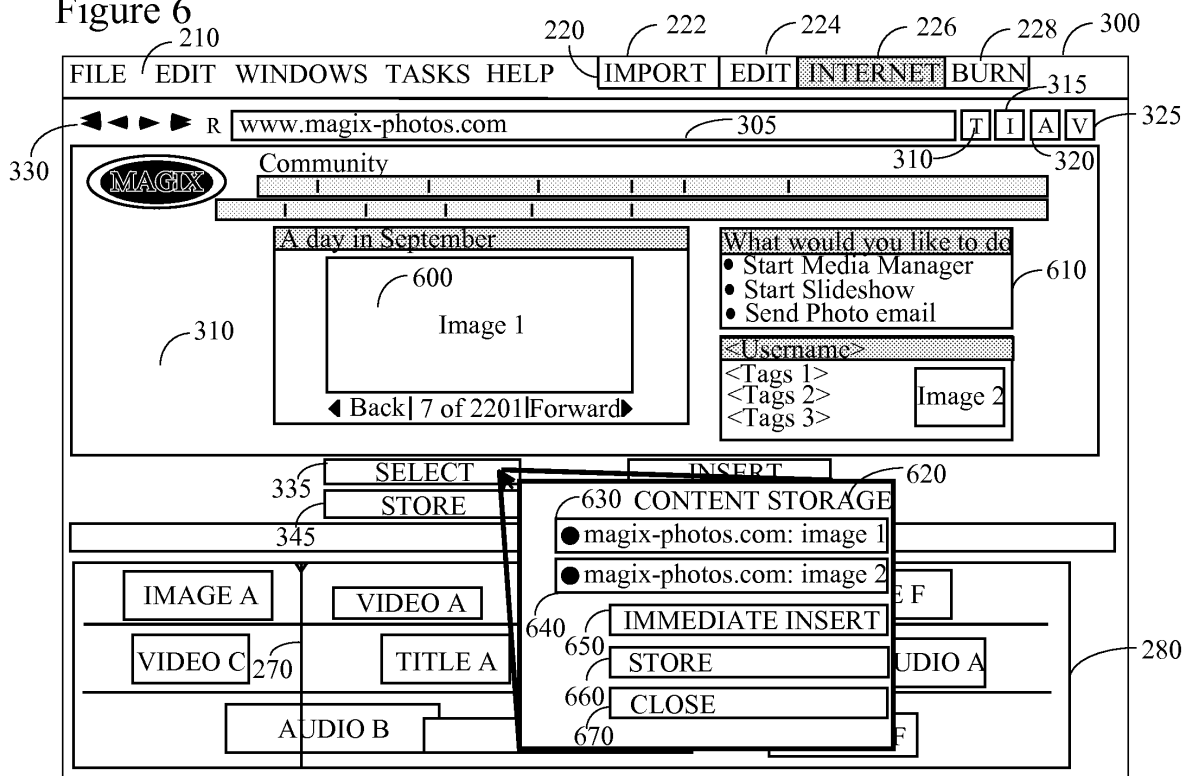 Figure 6
210 220 222 224 226 228 300
FILE EDIT WINDOWS TASKS HELP IMPORT EDIT INTERNET BURN
315
R www.magix-photos.com 305 T I A V 325
330 310 320
Community
MAGIX
A day in September
What would you like to do
600
Start Media Manager
610
Start Slideshow
Image 1
Send Photo email
310
<Username>
<Tags 1>
<Tags 2> Image 2
<Tags 3>
Back| 7 of 2201|Forward
SELECT INSERT 620
335
STORE
345
630 CONTENT STORAGE
magix-photos.com: image 1
magix-photos.com: image 2
640
650 IMMEDIATE INSERT
660 STORE
670 CLOSE
IMAGE A VIDEO A E F
VIDEO C 270 TITLE A UDIO A 280
AUDIO B F